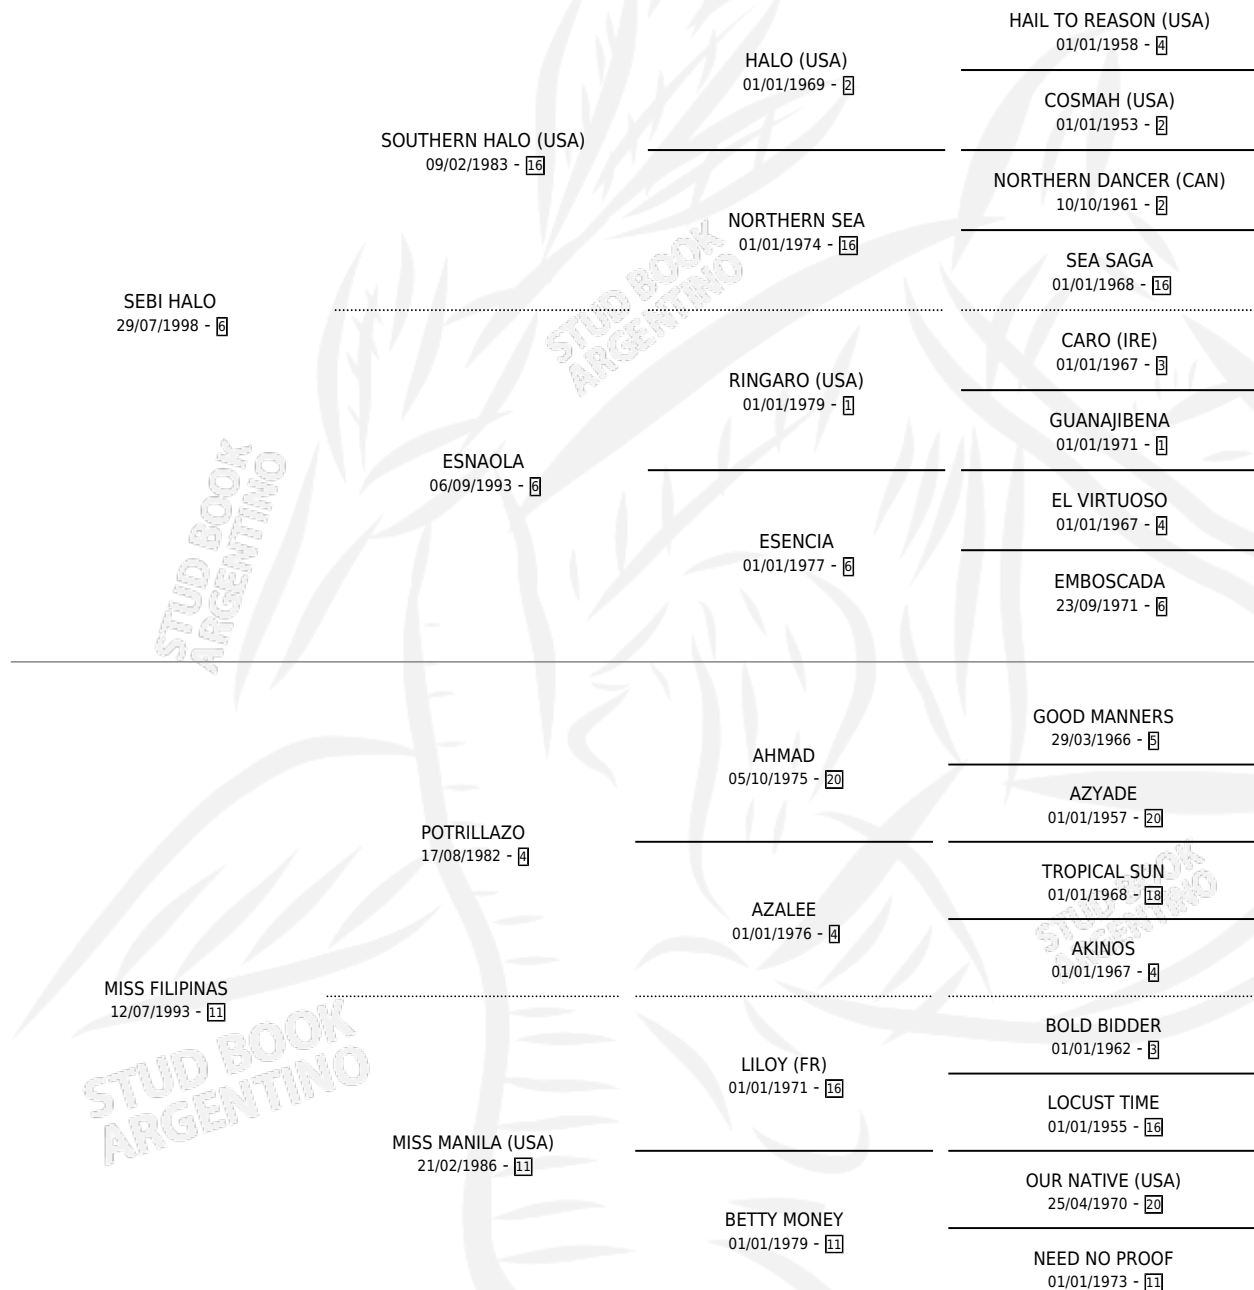 HAIL TO REASON (USA)
01/01/1958 - 4
HALO (USA)
01/01/1969 - 2
COSMAH (USA)
01/01/1953 - 2
SOUTHERN HALO (USA)
09/02/1983 - 16
NORTHERN DANCER (CAN)
10/10/1961 - 2
NORTHERN SEA
01/01/1974 - 16
SEA SAGA
01/01/1968 - 16
SEBI HALO
29/07/1998 - 6
CARO (IRE)
01/01/1967 - 3
RINGARO (USA)
01/01/1979 - 1
GUANAJIBENA
01/01/1971 - 1
ESNAOLA
06/09/1993 - 6
EL VIRTUOSO
01/01/1967 - 4
ESENCIA
01/01/1977 - 6
EMBOSCADA
23/09/1971 - 6
GOOD MANNERS
29/03/1966 - 5
AHMAD
05/10/1975 - 20
AZYADE
01/01/1957 - 20
POTRILLAZO
17/08/1982 - 4
TROPICAL SUN
01/01/1968 - 18
AZALEE
01/01/1976 - 4
AKINOS
01/01/1967 - 4
MISS FILIPINAS
12/07/1993 - 11
BOLD BIDDER
01/01/1962 - 3
LILOY (FR)
01/01/1971 - 16
LOCUST TIME
01/01/1955 - 16
MISS MANILA (USA)
21/02/1986 - 11
OUR NATIVE (USA)
25/04/1970 - 20
BETTY MONEY
01/01/1979 - 11
NEED NO PROOF
01/01/1973 - 11
STUD BOOK
ARGENTINO
STUD BOOK
ARGENTINO
STUD BOOK
ARGENTINO
STUD BOOK
ARGENTINO